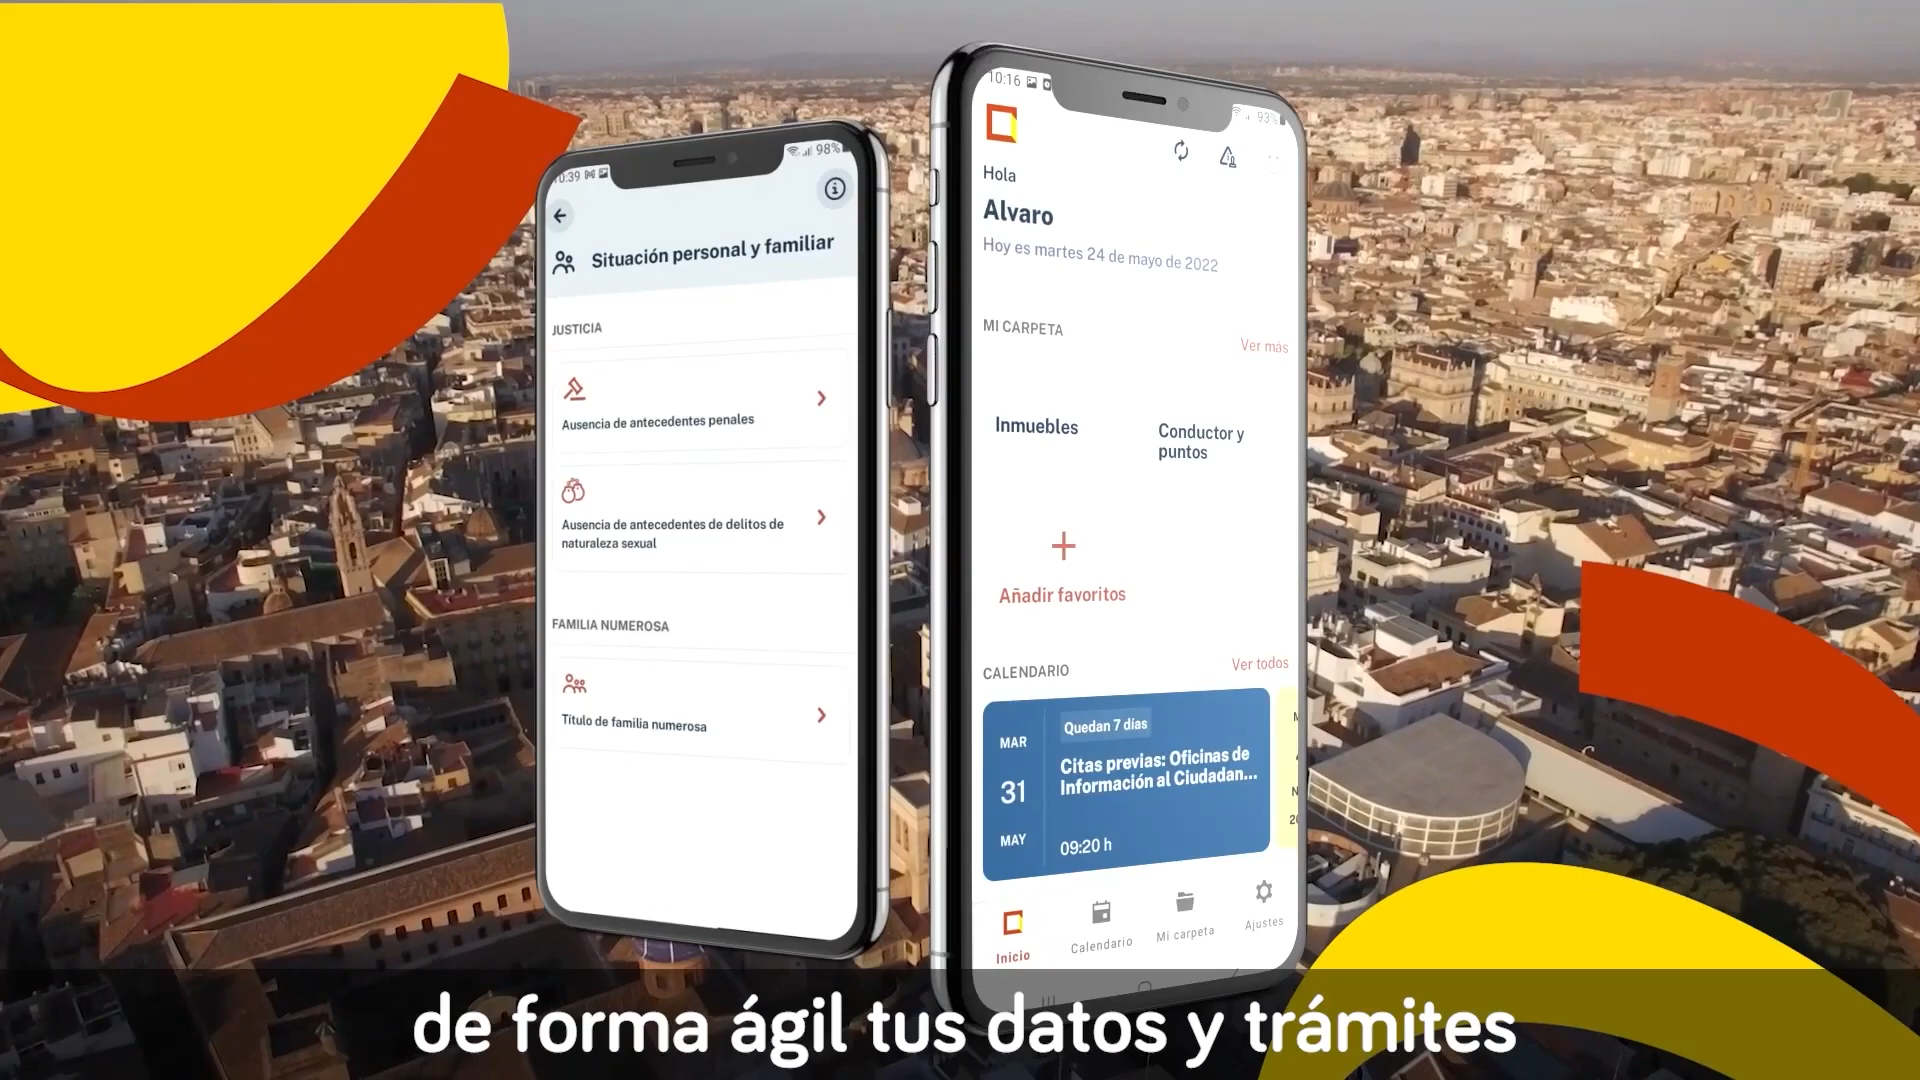 10:39
98%
Situación personal y familiar
JUSTICIA
Ausencia de antecedentes penales
Ausencia de antecedentes de delitos de
naturaleza sexual
FAMILIA NUMEROSA
Título de familia numerosa
10:16
93%
Hola
Alvaro
Hoy es martes 24 de mayo de 2022
MI CARPETA
Ver más
Inmuebles
Conductor y
puntos
Añadir favoritos
CALENDARIO
Ver todos
MAR
31
MAY
Quedan 7 días
Citas previas: Oficinas de
Información al Ciudadan...
09:20 h
Inicio
Calendario
Mi carpeta
Ajustes
de forma ágil tus datos y trámites